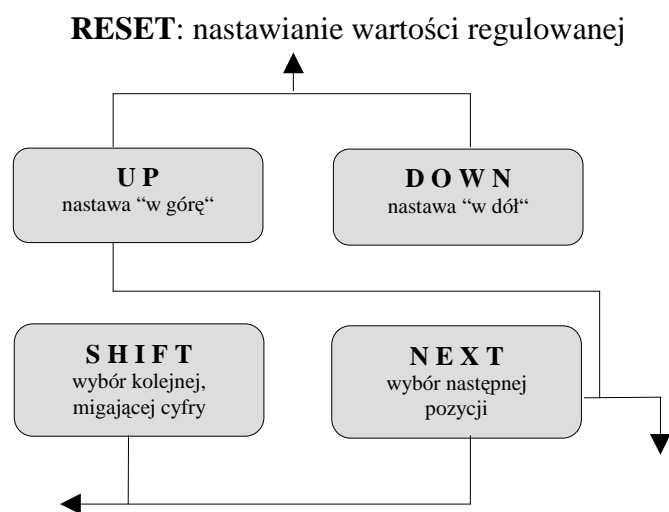 RESET: nastawianie wartości regulowanej
U P
nastawa “w górę“
D O W N
nastawa “w dół“
S H I F T
wybór kolejnej,
migającej cyfry
N E X T
wybór następnej
pozycji